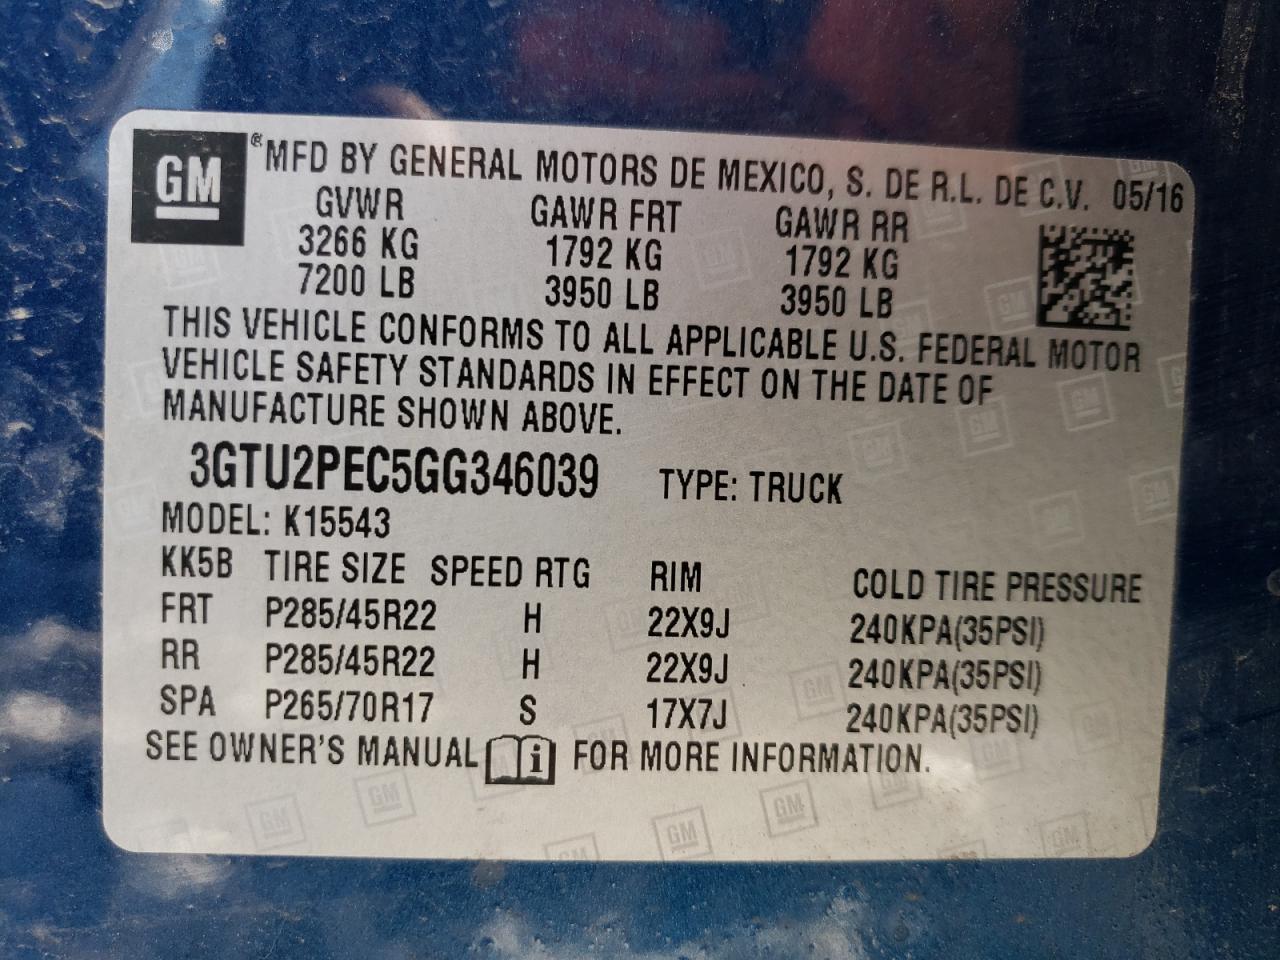 GM ® MFD BY GENERAL MOTORS DE MEXICO, S. DE R.L. DE C.V. 05/16
GVWR GAWR FRT GAWR RR
3266 KG 1792 KG 1792 KG
7200 LB 3950 LB 3950 LB
THIS VEHICLE CONFORMS TO ALL APPLICABLE U.S. FEDERAL MOTOR
VEHICLE SAFETY STANDARDS IN EFFECT ON THE DATE OF
MANUFACTURE SHOWN ABOVE.
3GTU2PEC5GG346039 TYPE: TRUCK
MODEL: K15543
KK5B TIRE SIZE SPEED RTG RIM COLD TIRE PRESSURE
FRT P285/45R22 H 22X9J 240KPA(35PSI)
RR P285/45R22 H 22X9J 240KPA(35PSI)
SPA P265/70R17 S 17X7J 240KPA(35PSI)
SEE OWNER'S MANUAL i FOR MORE INFORMATION.